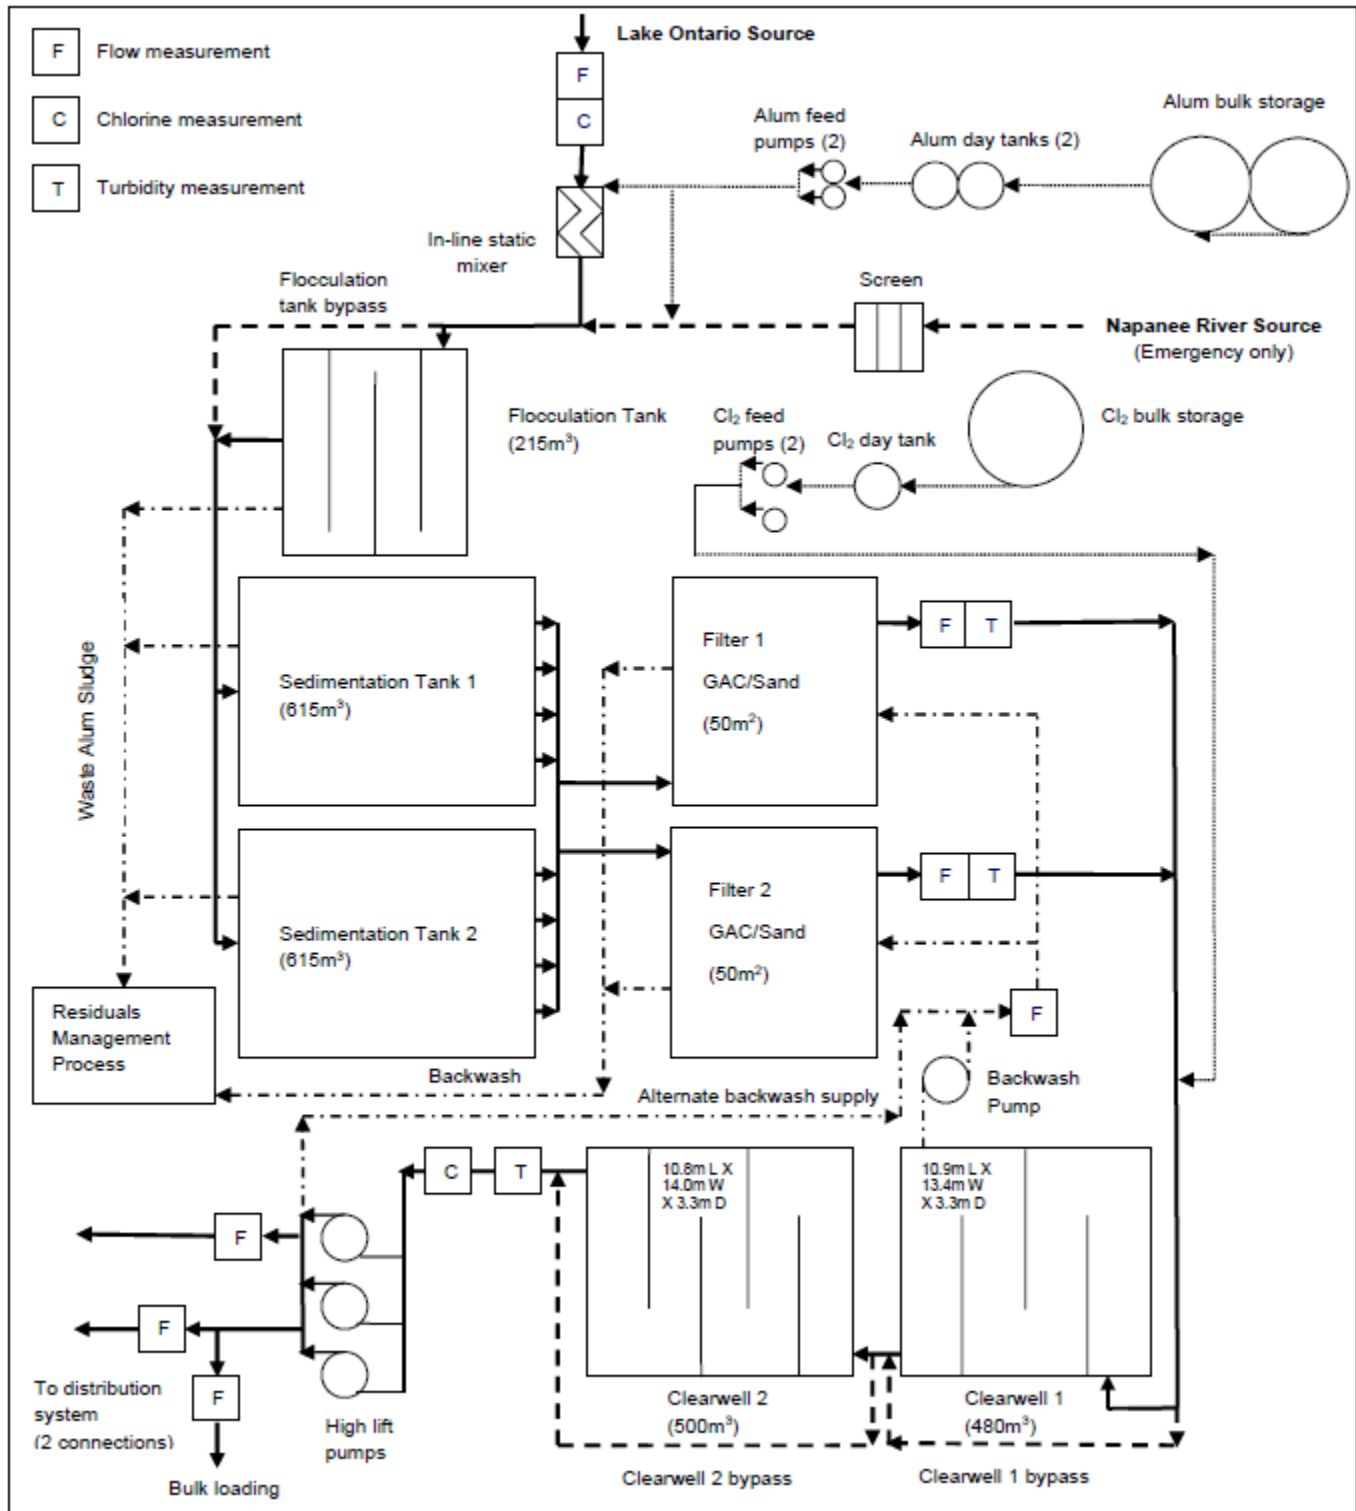 Lake Ontario Source
F
Flow measurement
F
C
Chlorine measurement
C
T
Turbidity measurement
Alum feed
pumps (2)
Alum day tanks (2)
Alum bulk storage
In-line static
mixer
Flocculation
tank bypass
Screen
Napanee River Source
(Emergency only)
Flocculation Tank
(215m³)
Cl₂ feed
pumps (2)
Cl₂ day tank
Cl₂ bulk storage
Waste Alum Sludge
Sedimentation Tank 1
(615m³)
Filter 1
GAC/Sand
(50m²)
F
T
Sedimentation Tank 2
(615m³)
Filter 2
GAC/Sand
(50m²)
F
T
Residuals
Management
Process
F
Backwash
Alternate backwash supply
Backwash
Pump
C
T
10.8m L X
14.0m W
X 3.3m D
10.9m L X
13.4m W
X 3.3m D
F
F
F
To distribution
system
(2 connections)
High lift
pumps
Clearwell 2
(500m³)
Clearwell 1
(480m³)
Clearwell 2 bypass
Clearwell 1 bypass
Bulk loading